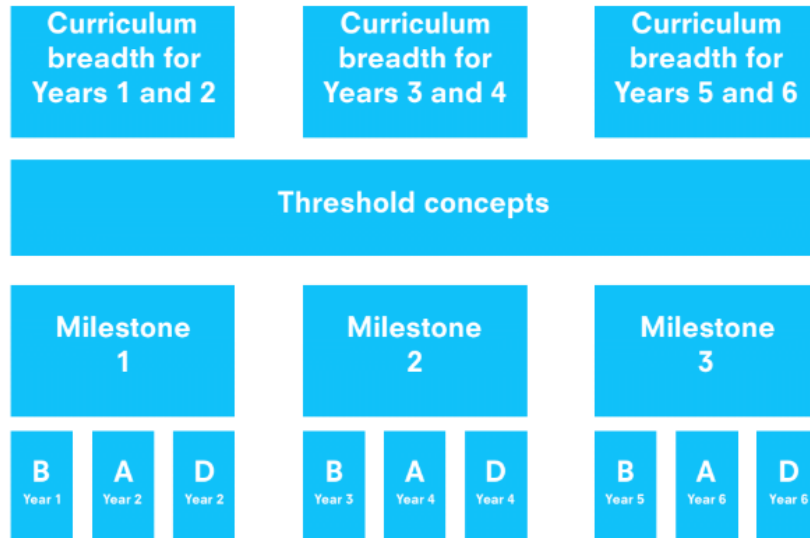 Curriculum
breadth for
Years 1 and 2
Curriculum
breadth for
Years 3 and 4
Curriculum
breadth for
Years 5 and 6
Threshold concepts
Milestone
1
Milestone
2
Milestone
3
B
Year 1
A
Year 2
D
Year 2
B
Year 3
A
Year 4
D
Year 4
B
Year 5
A
Year 6
D
Year 6